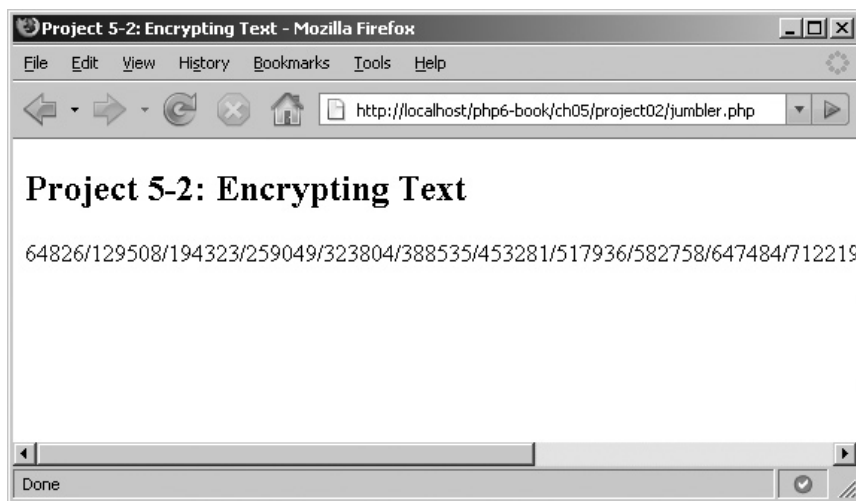 Project 5-2: Encrypting Text - Mozilla Firefox
File Edit View History Bookmarks Tools Help
http://localhost/php6-book/ch05/project02/jumbler.php
Project 5-2: Encrypting Text
64826/129508/194323/259049/323804/388535/453281/517936/582758/647484/712219
Done